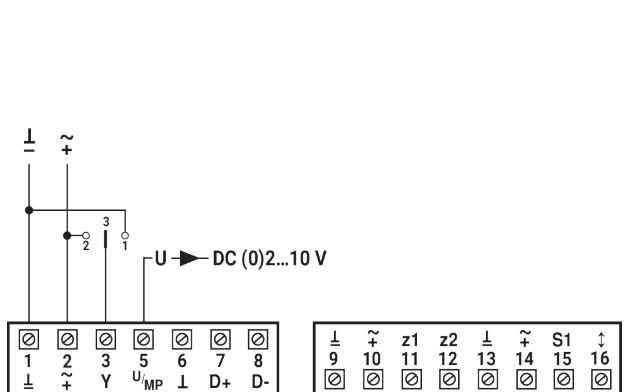 ⊥ ~
– +
3
2 1
U DC (0)2...10 V
1 2 3 5 6 7 8
⊥ ~ Y U/MP ⊥ D+ D-
– +
⊥ ~ z1 z2 ⊥ ~ S1 ↕
– + – +
9 10 11 12 13 14 15 16